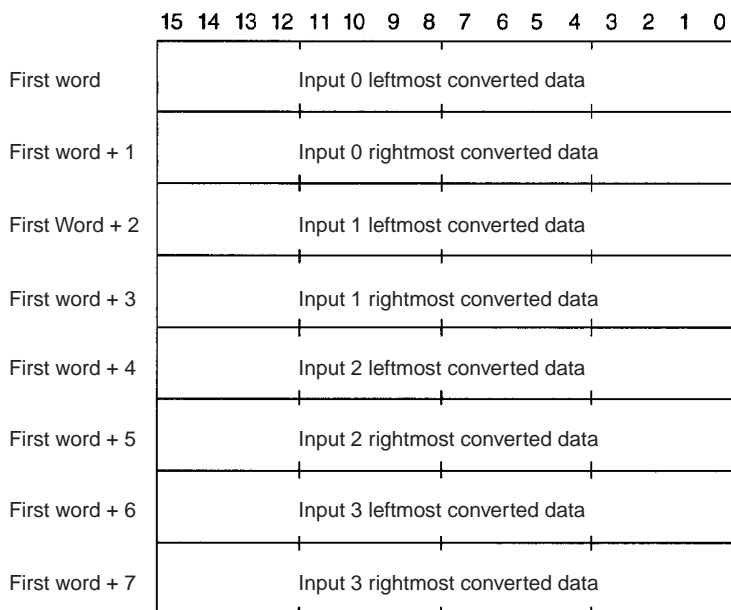 15 14 13 12 11 10 9 8 7 6 5 4 3 2 1 0
First word Input 0 leftmost converted data
First word + 1 Input 0 rightmost converted data
First Word + 2 Input 1 leftmost converted data
First word + 3 Input 1 rightmost converted data
First word + 4 Input 2 leftmost converted data
First word + 5 Input 2 rightmost converted data
First word + 6 Input 3 leftmost converted data
First word + 7 Input 3 rightmost converted data